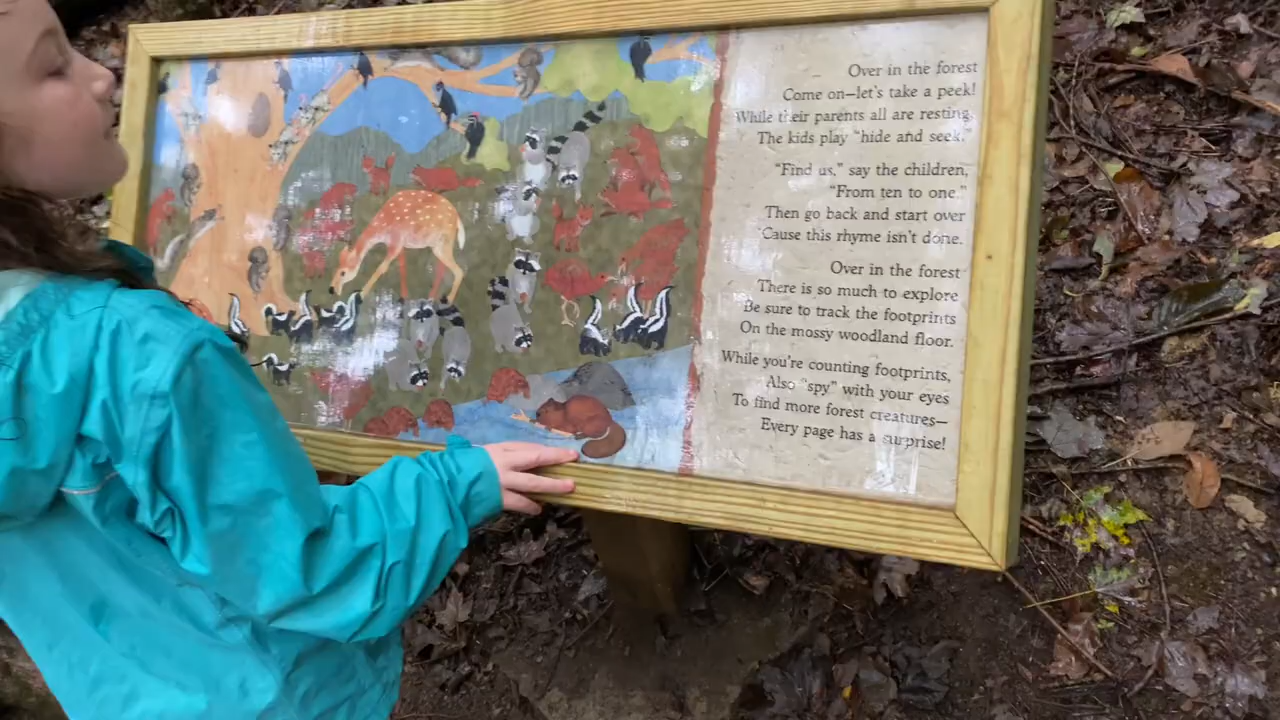 Over in the forest
Come on—let's take a peek!
While their parents all are resting,
The kids play "hide and seek."
"Find us," say the children,
"From ten to one."
Then go back and start over
'Cause this rhyme isn't done.
Over in the forest
There is so much to explore
Be sure to track the footprints
On the mossy woodland floor.
While you're counting footprints,
Also "spy" with your eyes
To find more forest creatures—
Every page has a surprise!